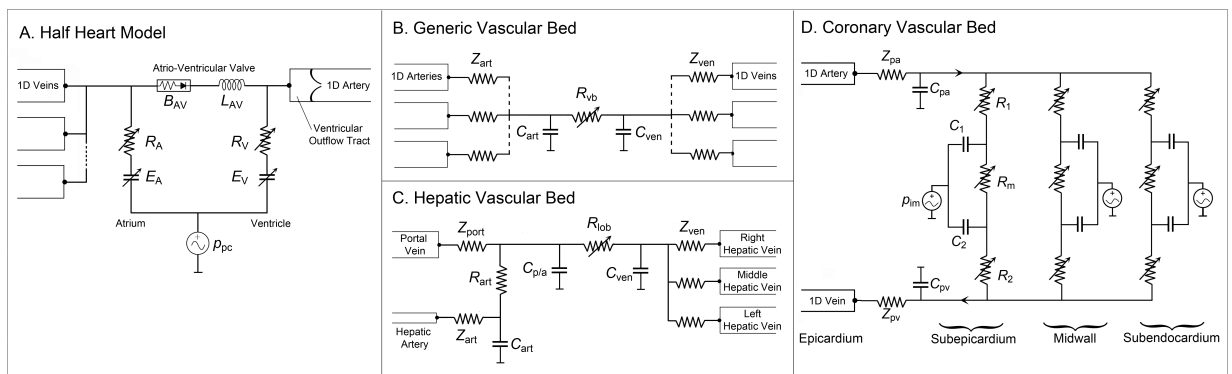 A. Half Heart Model
1D Veins
Atrio-Ventricular Valve
B_AV
L_AV
1D Artery
Ventricular
Outflow Tract
R_A
R_V
E_A
E_V
Atrium
Ventricle
p_pc
B. Generic Vascular Bed
Z_art
Z_ven
1D Arteries
1D Veins
R_vb
C_art
C_ven
C. Hepatic Vascular Bed
Portal
Vein
Z_port
R_lob
Z_ven
Right
Hepatic Vein
R_art
C_p/a
C_ven
Middle
Hepatic Vein
Hepatic
Artery
Z_art
C_art
Left
Hepatic Vein
D. Coronary Vascular Bed
Z_pa
1D Artery
C_pa
R_1
C_1
R_m
p_im
C_2
C_pv
R_2
1D Vein
Z_pv
Epicardium
Subepicardium
Midwall
Subendocardium